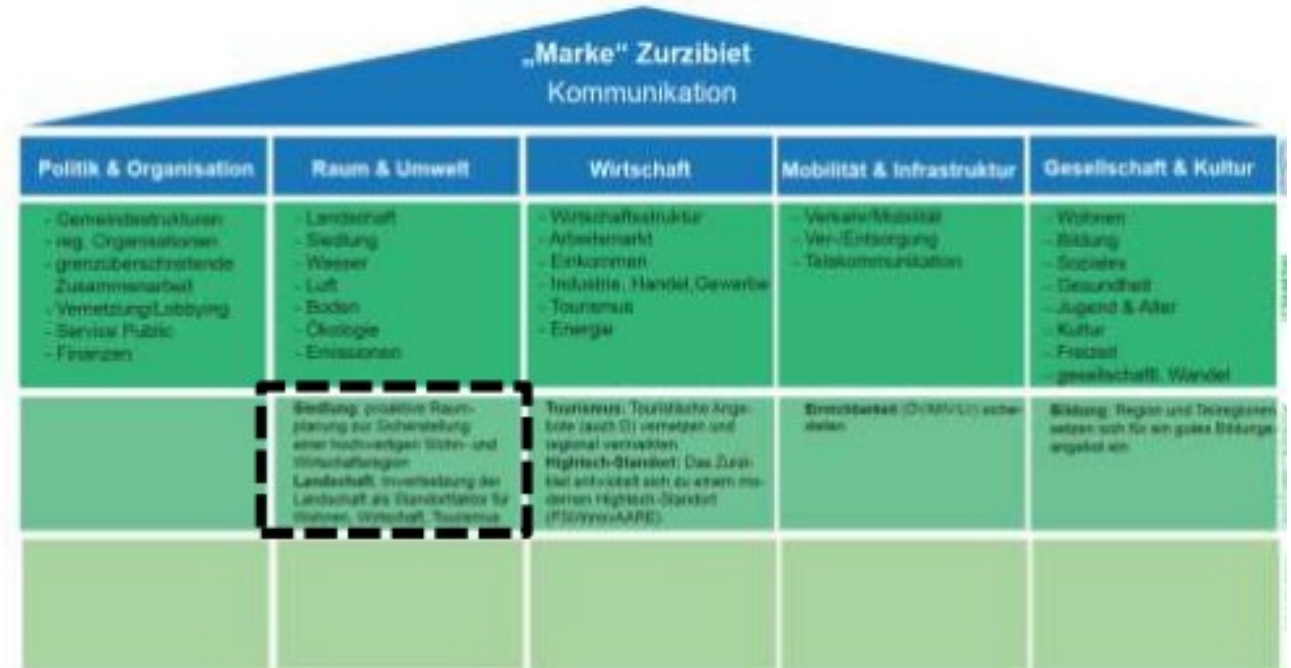 „Marke“ Zurzibiet
Kommunikation
Politik & Organisation
- Gemeindestrukturen
- reg. Organisationen
- grenzüberschreitende
Zusammenarbeit
- Vernetzung/Lobbying
- Service Public
- Finanzen
Raum & Umwelt
- Landschaft
- Siedlung
- Wasser
- Luft
- Boden
- Ökologie
- Emissionen
Siedlung: proaktive Raum-
planung zur Sicherstellung
einer hochwertigen Wohn- und
Wirtschaftsregion
Landschaft: Inwertsetzung der
Landschaft als Standortfaktor für
Wohnen, Wirtschaft, Tourismus
Wirtschaft
- Wirtschaftsstruktur
- Arbeitsmarkt
- Einkommen
- Industrie, Handel, Gewerbe
- Tourismus
- Energie
Tourismus: Touristische Ange-
bote (auch D) vernetzen und
regional vermarkten
Hightech-Standort: Das Zurzi-
biet entwickelt sich zu einem mo-
dernen Hightech-Standort
Mobilität & Infrastruktur
- Verkehr/Mobilität
- Ver-/Entsorgung
- Telekommunikation
Erreichbarkeit sicher-
stellen
Gesellschaft & Kultur
- Wohnen
- Bildung
- Soziales
- Gesundheit
- Jugend & Alter
- Kultur
- Freizeit
- gesellschaftl. Wandel
Bildung: Region und Teilregionen
setzen sich für ein gutes Bildungs-
angebot ein